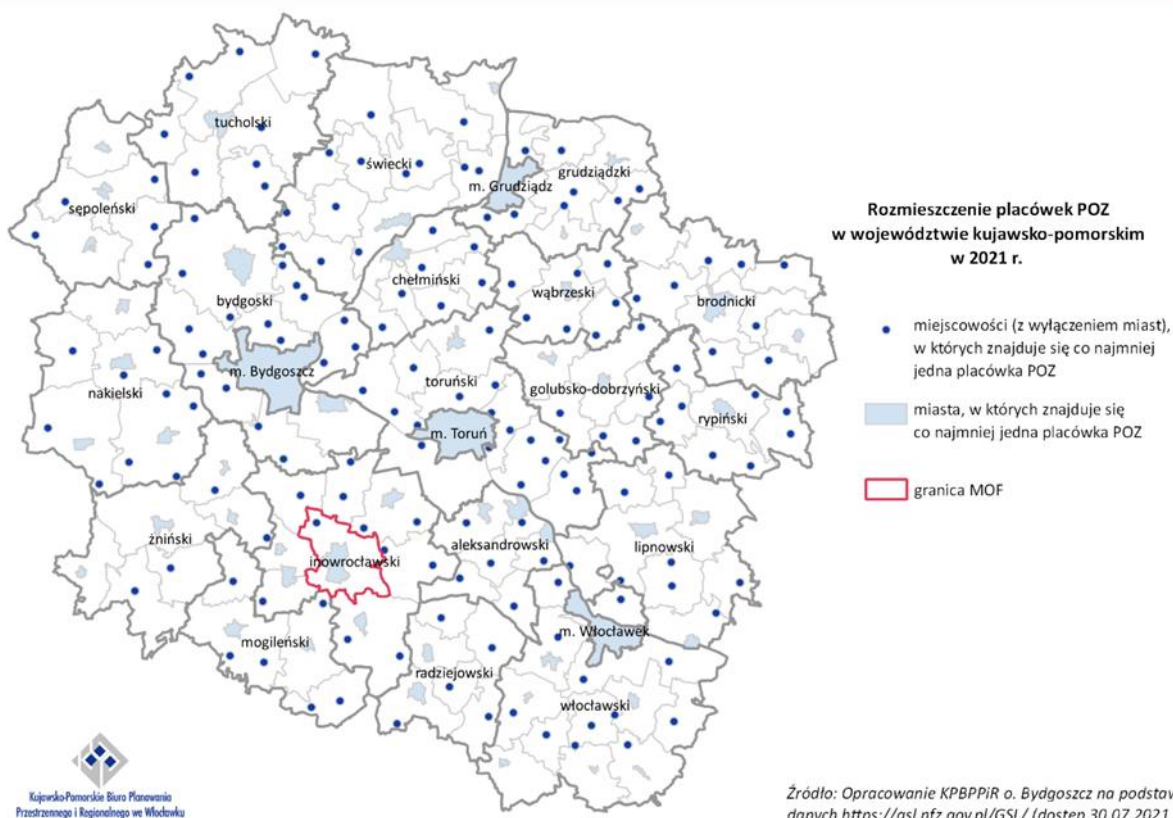 tucholski
świecki
m. Grudziądz
grudziądzki
sępoleński
chełmiński
wąbrzeski
brodnicki
bydgoski
m. Bydgoszcz
nakielski
toruński
golubsko-dobrzyński
rypiński
m. Toruń
żniński
inowrocławski
aleksandrowski
lipnowski
mogileński
m. Włocławek
radziejowski
włocławski
Rozmieszczenie placówek POZ
w województwie kujawsko-pomorskim
w 2021 r.
miejscowości (z wyłączeniem miast),
w których znajduje się co najmniej
jedna placówka POZ
miasta, w których znajduje się
co najmniej jedna placówka POZ
granica MOF
Kujawsko-Pomorskie Biuro Planowania
Przestrzennego i Regionalnego we Włocławku
Źródło: Opracowanie KPBPPiR o. Bydgoszcz na podstaw
danych https://gsl.nfz.gov.pl/GSL/ (dostęp 30.07.2021